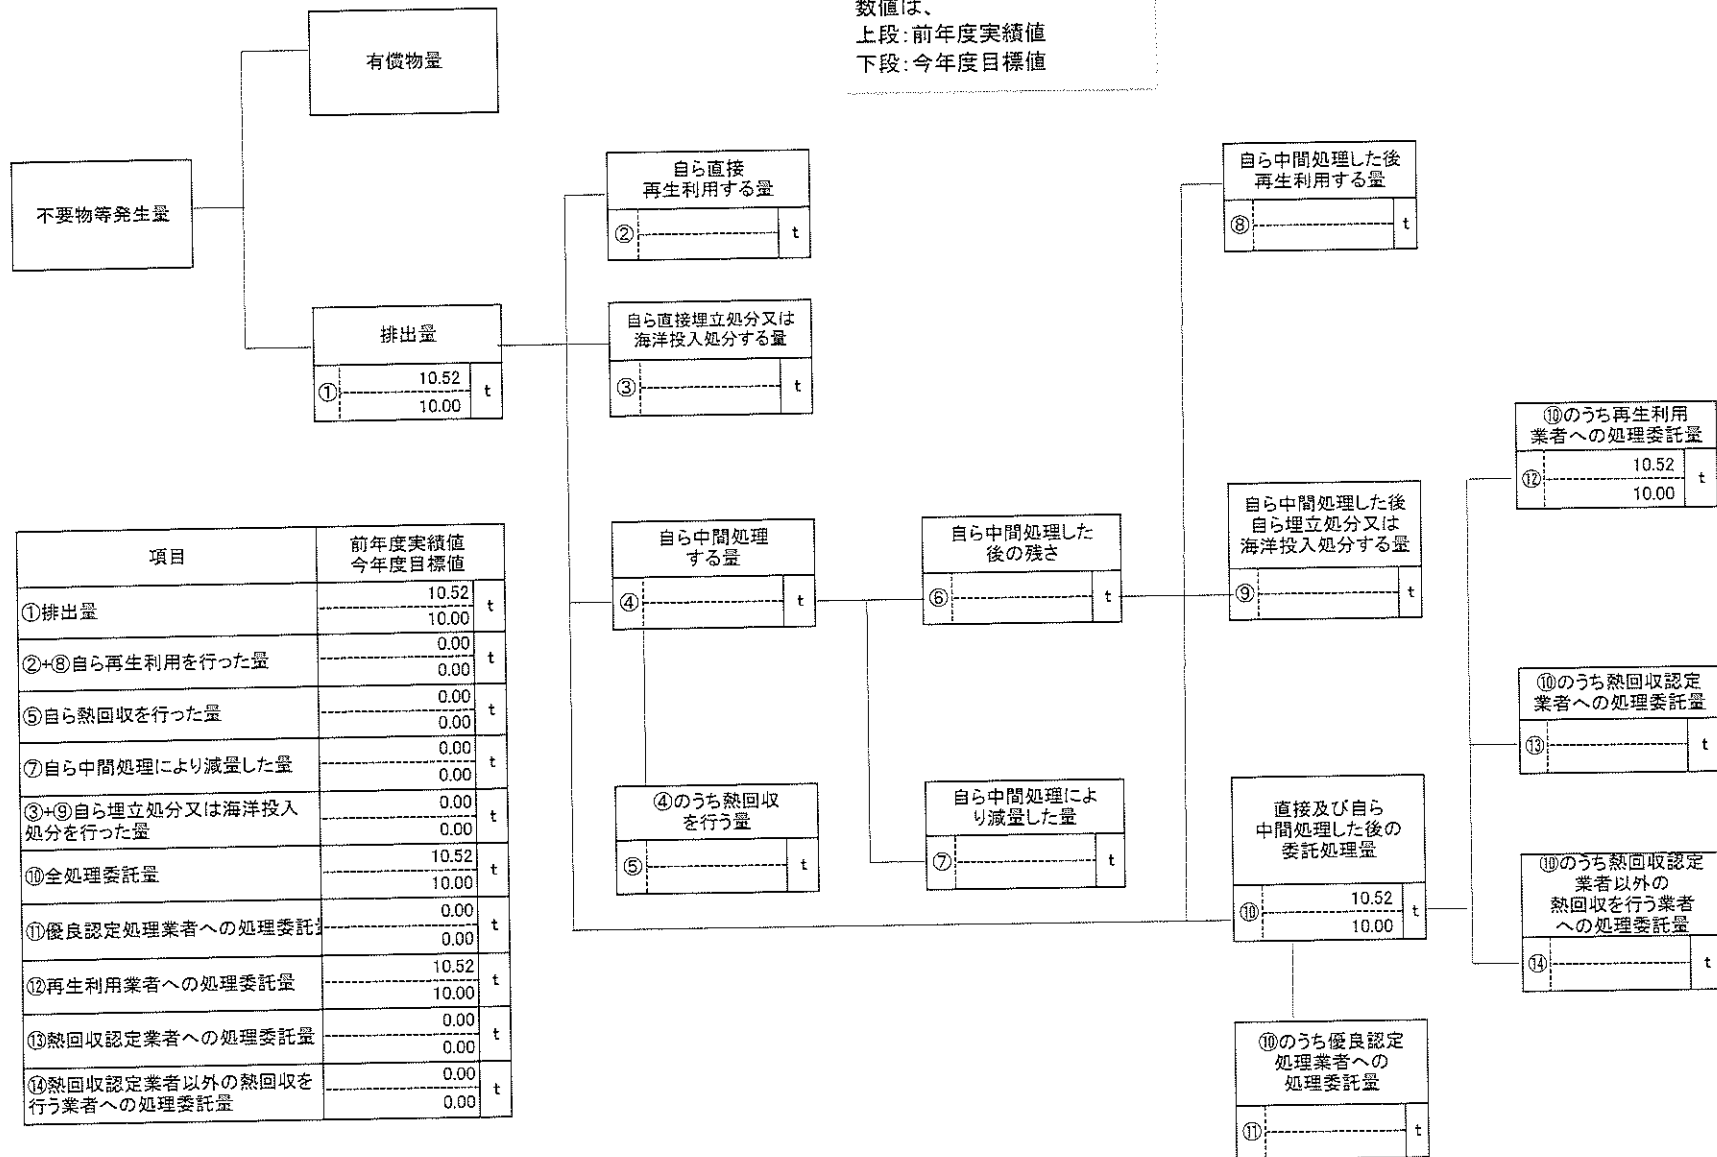 数値は、
上段:前年度実績値
下段:今年度目標値
有償物量
不要物等発生量
排出量
① 10.52 t
10.00
自ら直接
再生利用する量
② t
自ら直接埋立処分又は
海洋投入処分する量
③ t
自ら中間処理
する量
④ t
④のうち熱回収
を行う量
⑤ t
自ら中間処理した
後の残さ
⑥ t
自ら中間処理によ
り減量した量
⑦ t
自ら中間処理した後
再生利用する量
⑧ t
自ら中間処理した後
自ら埋立処分又は
海洋投入処分する量
⑨ t
直接及び自ら
中間処理した後の
委託処理量
⑩ 10.52 t
10.00
⑩のうち優良認定
処理業者への
処理委託量
⑪ t
⑩のうち再生利用
業者への処理委託量
⑫ 10.52 t
10.00
⑩のうち熱回収認定
業者への処理委託量
⑬ t
⑩のうち熱回収認定
業者以外の
熱回収を行う業者
への処理委託量
⑭ t
項目 前年度実績値
今年度目標値
①排出量 10.52 t
10.00
②+⑧自ら再生利用を行った量 0.00 t
0.00
⑤自ら熱回収を行った量 0.00 t
0.00
⑦自ら中間処理により減量した量 0.00 t
0.00
③+⑨自ら埋立処分又は海洋投入
処分を行った量 0.00 t
0.00
⑩全処理委託量 10.52 t
10.00
⑪優良認定処理業者への処理委託 0.00 t
0.00
⑫再生利用業者への処理委託量 10.52 t
10.00
⑬熱回収認定業者への処理委託量 0.00 t
0.00
⑭熱回収認定業者以外の熱回収を
行う業者への処理委託量 0.00 t
0.00